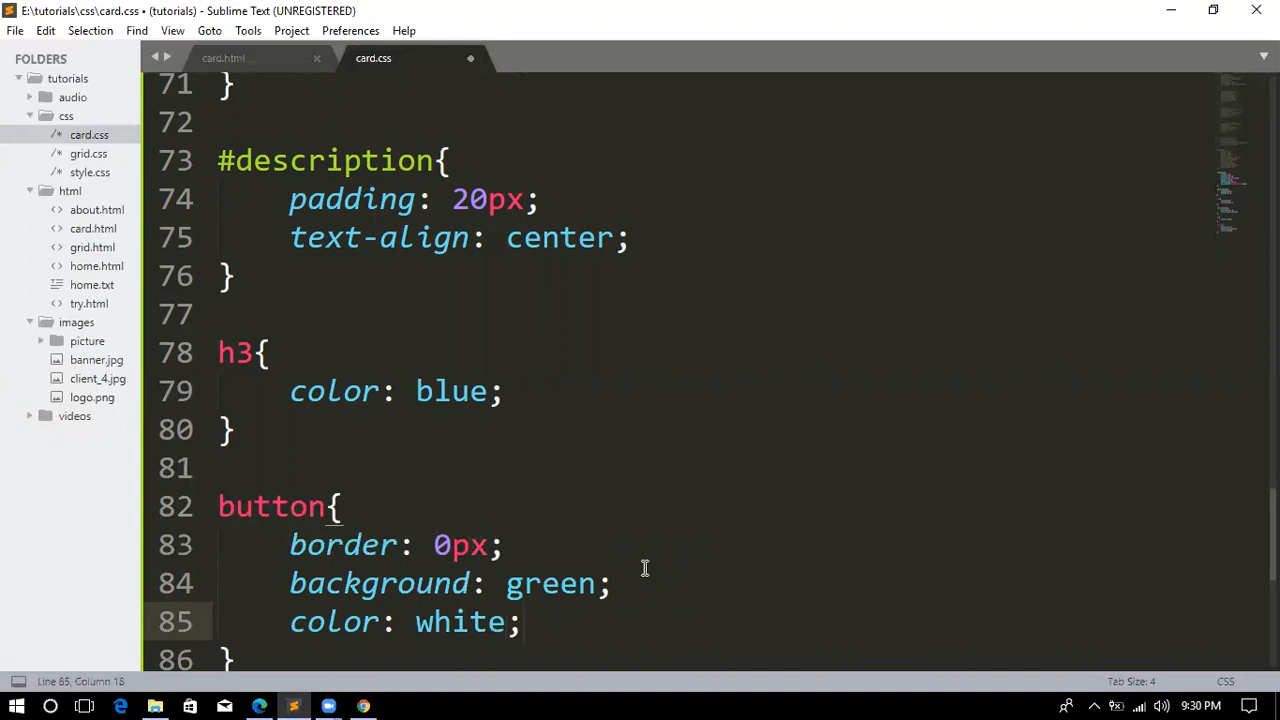 E:\tutorials\css\card.css • (tutorials) - Sublime Text (UNREGISTERED)
File Edit Selection Find View Goto Tools Project Preferences Help
FOLDERS
tutorials
audio
css
/* card.css
/* grid.css
/* style.css
html
<> about.html
<> card.html
<> grid.html
<> home.html
home.txt
<> try.html
images
picture
banner.jpg
client_4.jpg
logo.png
videos
card.html
card.css
71 }
72
73 #description{
74 padding: 20px;
75 text-align: center;
76 }
77
78 h3{
79 color: blue;
80 }
81
82 button{
83 border: 0px;
84 background: green;
85 color: white;
86 }
Line 85, Column 18
Tab Size: 4
CSS
9:30 PM